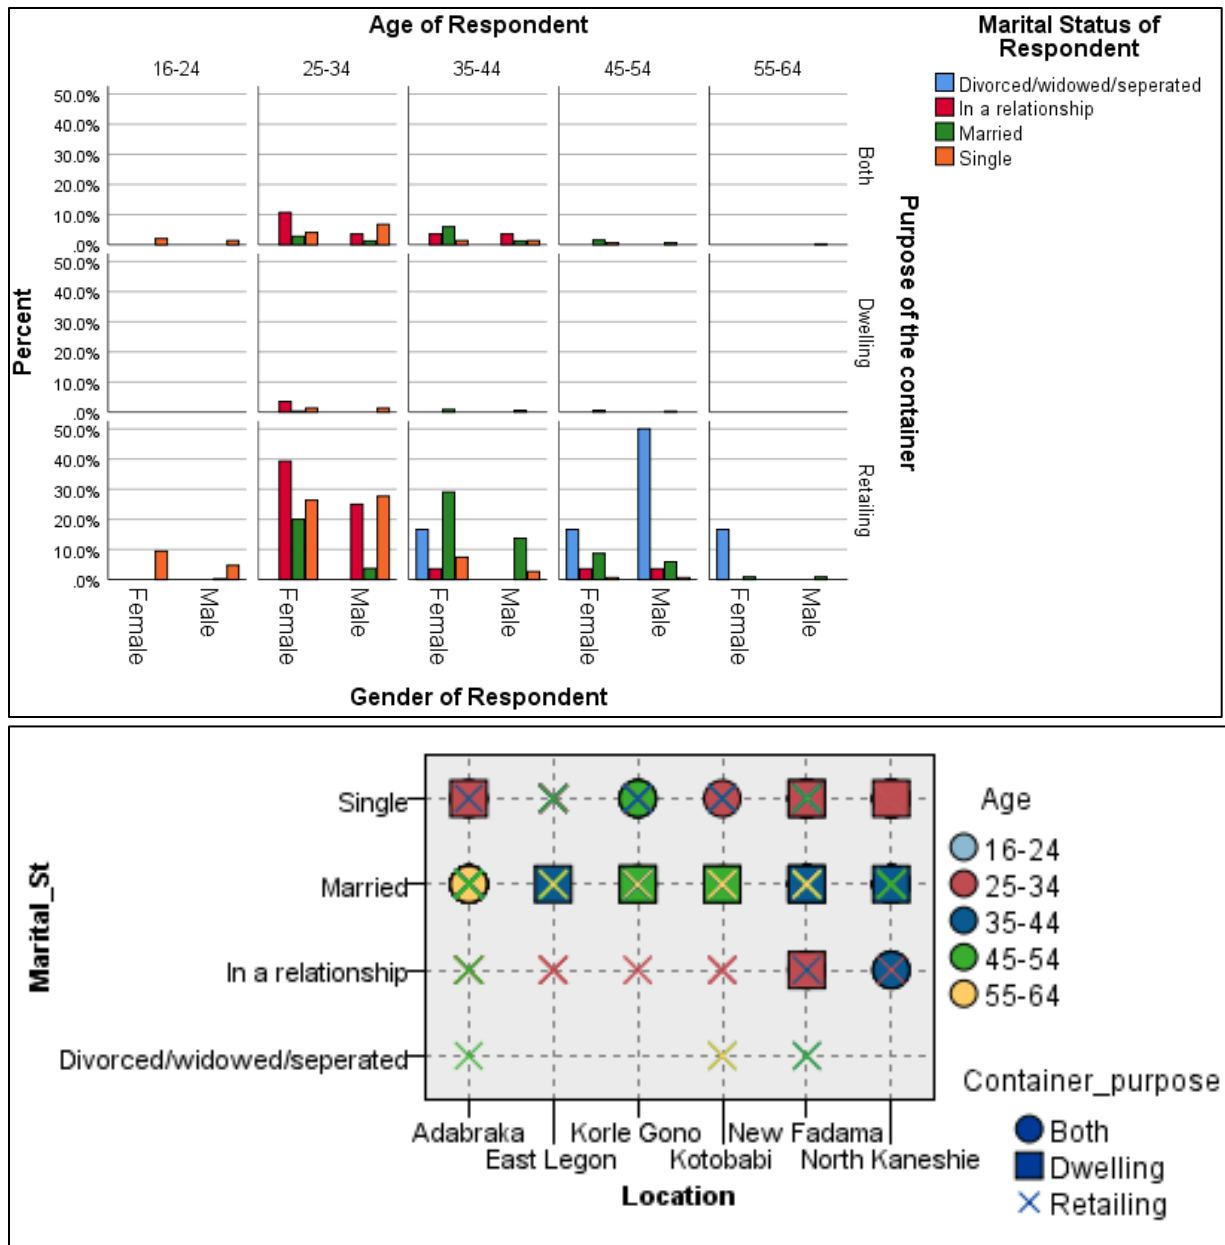 Age of Respondent
16-24 25-34 35-44 45-54 55-64
Marital Status of
Respondent
Divorced/widowed/seperated
In a relationship
Married
Single
Percent
50.0%
40.0%
30.0%
20.0%
10.0%
.0%
Both
50.0%
40.0%
30.0%
20.0%
10.0%
.0%
Dwelling
50.0%
40.0%
30.0%
20.0%
10.0%
.0%
Retailing
Purpose of the container
Female Male Female Male Female Male Female Male Female Male
Gender of Respondent
Marital_St
Single
Married
In a relationship
Divorced/widowed/seperated
Adabraka
East Legon
Korle Gono
Kotobabi
New Fadama
North Kaneshie
Location
Age
16-24
25-34
35-44
45-54
55-64
Container_purpose
Both
Dwelling
Retailing